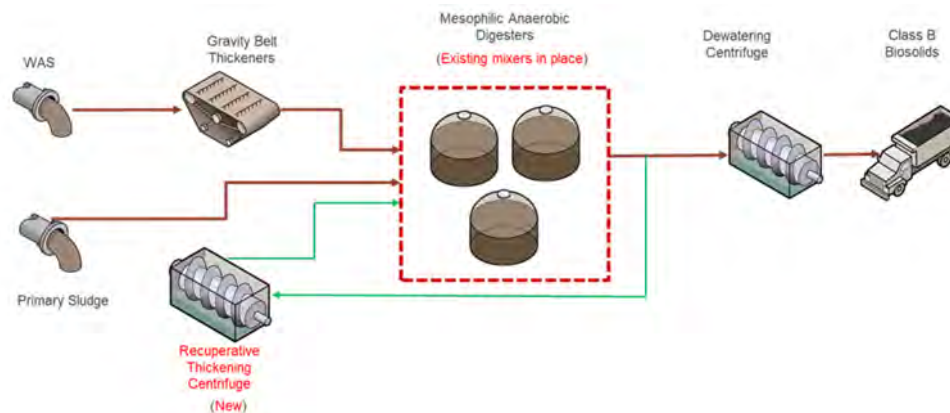 Mesophilic Anaerobic
Digesters
(Existing mixers in place)
Gravity Belt
Thickeners
WAS
Dewatering
Centrifuge
Class B
Biosolids
Primary Sludge
Recuperative
Thickening
Centrifuge
(New)